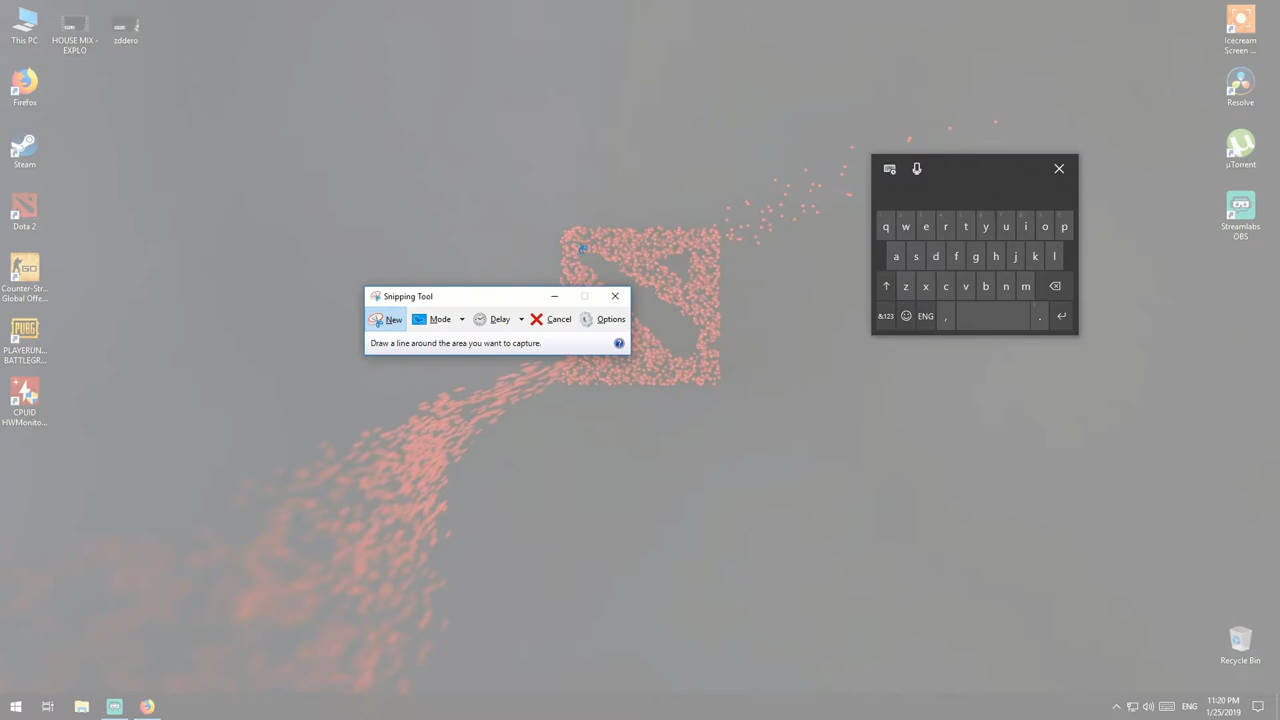 This PC
HOUSE MIX -
EXPLO
zddero
Firefox
Steam
Dota 2
Counter-Str...
Global Offe...
PLAYERUN...
BATTLEGR...
CPUID
HWMonito...
Icecream
Screen ...
Resolve
µTorrent
Streamlabs
OBS
Recycle Bin
Snipping Tool
New
Mode
Delay
Cancel
Options
Draw a line around the area you want to capture.
q w e r t y u i o p
a s d f g h j k l
z x c v b n m
&123 ENG , .
ENG
11:20 PM
1/25/2019